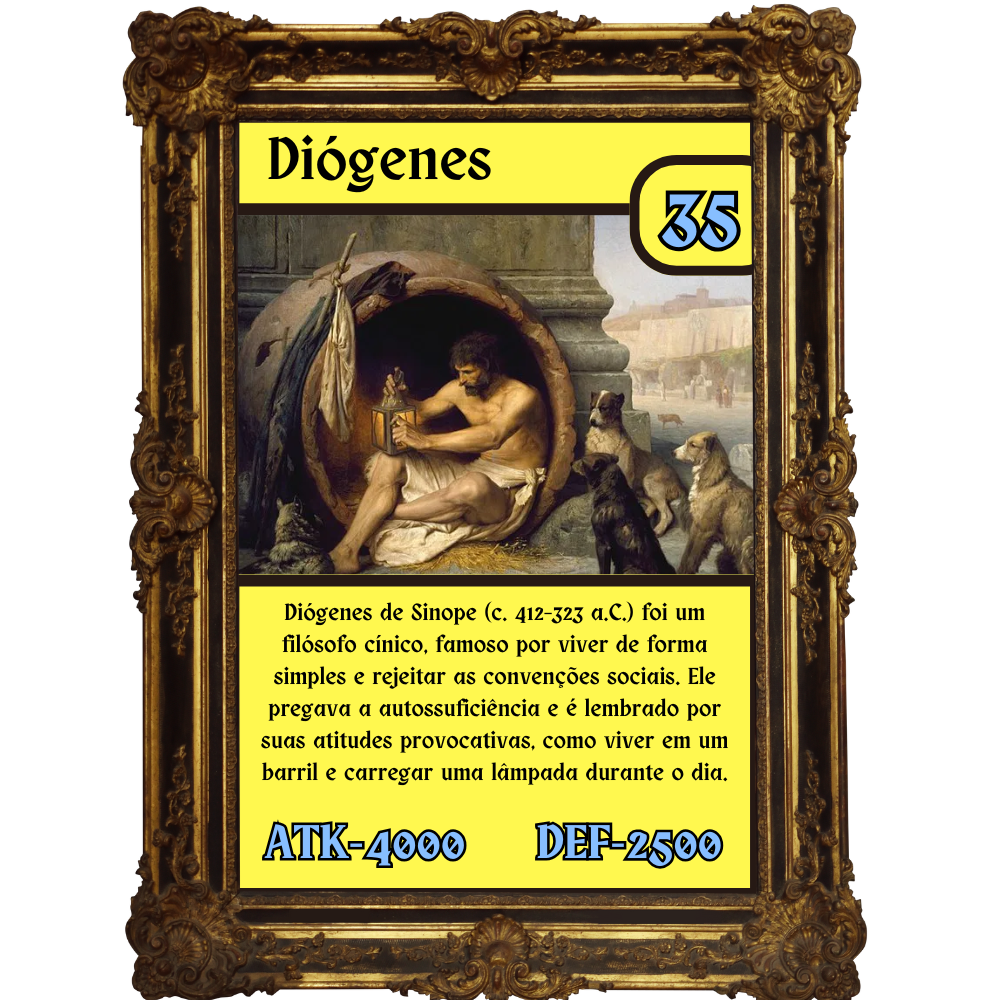 Diógenes
35
Diógenes de Sinope (c. 412-323 a.C.) foi um
filósofo cínico, famoso por viver de forma
simples e rejeitar as convenções sociais. Ele
pregava a autossuficiência e é lembrado por
suas atitudes provocativas, como viver em um
barril e carregar uma lâmpada durante o dia.
ATK-4000 DEF-2500